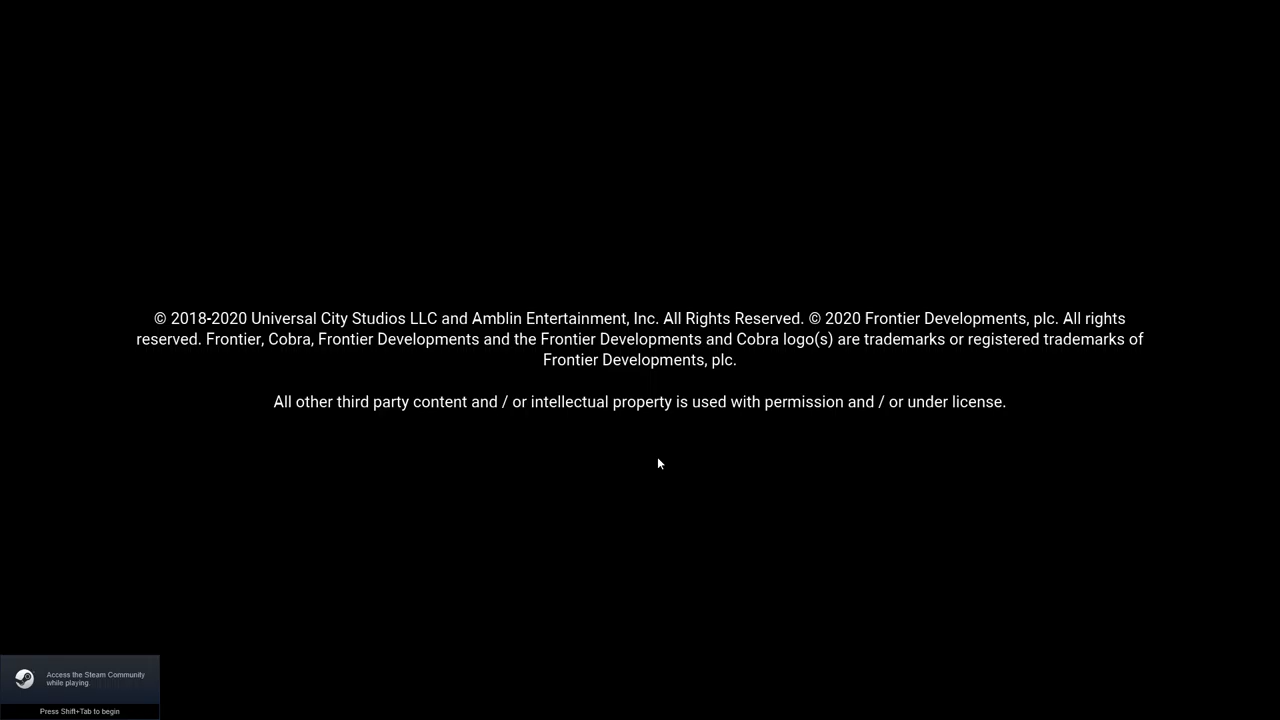 © 2018-2020 Universal City Studios LLC and Amblin Entertainment, Inc. All Rights Reserved. © 2020 Frontier Developments, plc. All rights
reserved. Frontier, Cobra, Frontier Developments and the Frontier Developments and Cobra logo(s) are trademarks or registered trademarks of
Frontier Developments, plc.
All other third party content and / or intellectual property is used with permission and / or under license.
Access the Steam Community
while playing.
Press Shift+Tab to begin